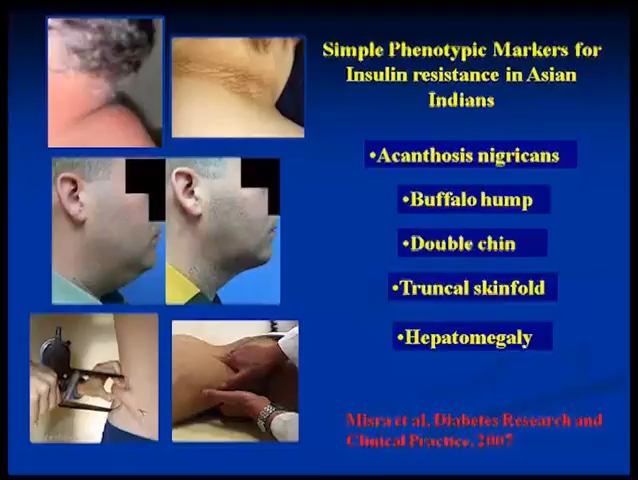 Simple Phenotypic Markers for
Insulin resistance in Asian
Indians
•Acanthosis nigricans
•Buffalo hump
•Double chin
•Truncal skinfold
•Hepatomegaly
Misra et al, Diabetes Research and
Clinical Practice, 2007